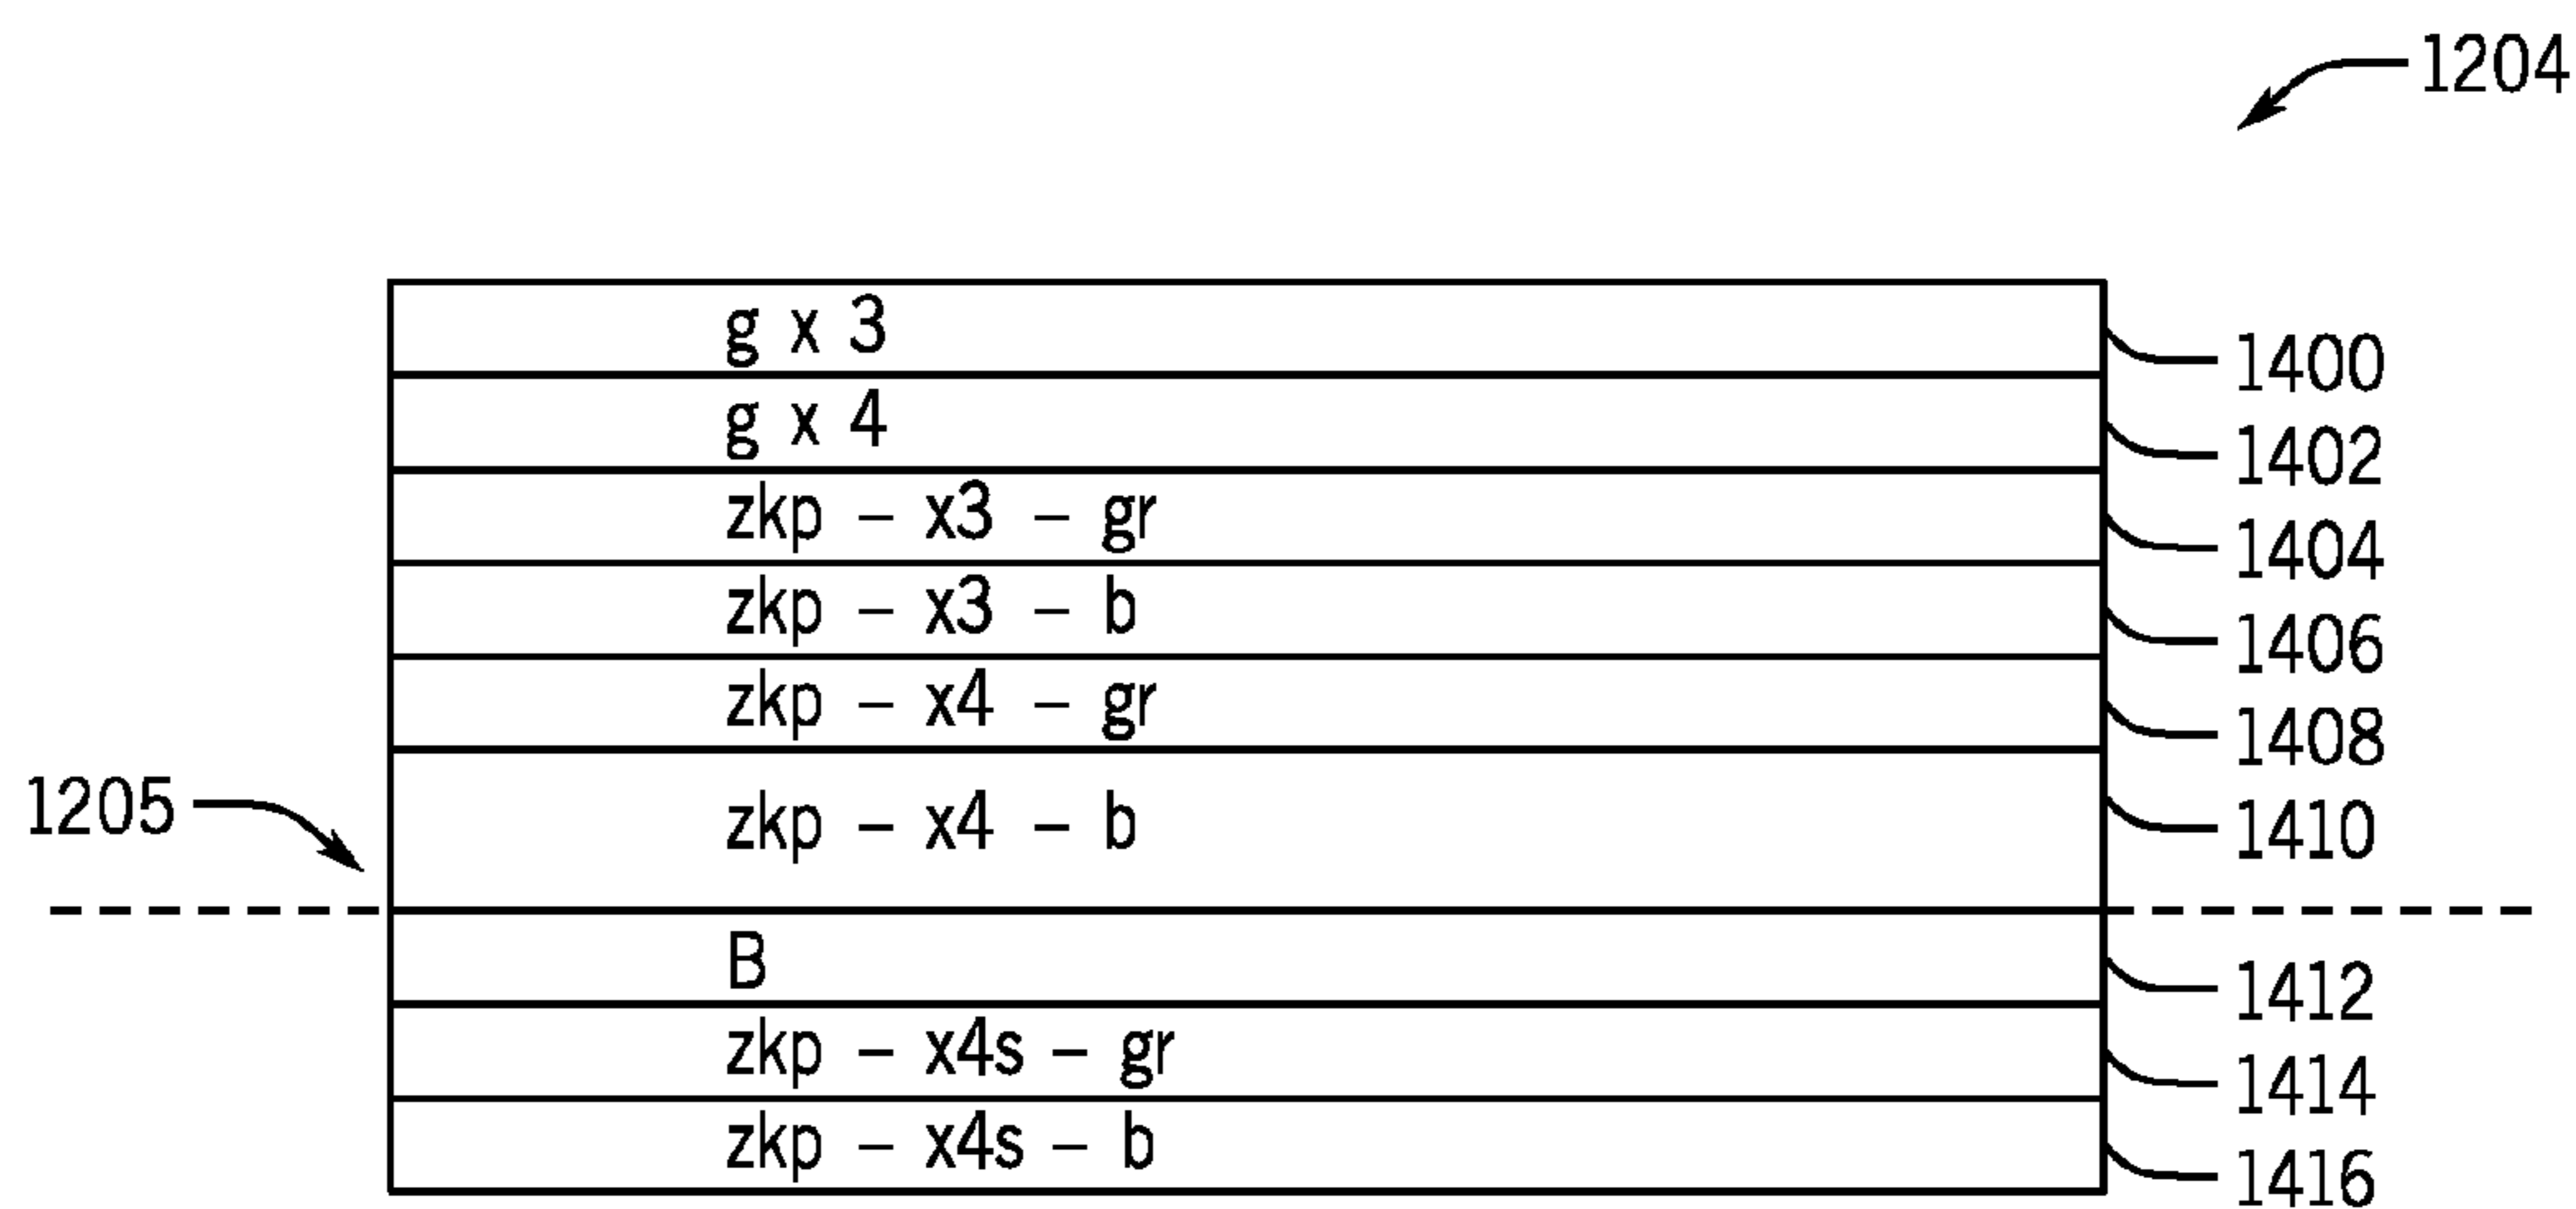 1204
g x 3 1400
g x 4 1402
zkp – x3 – gr 1404
zkp – x3 – b 1406
zkp – x4 – gr 1408
1205 zkp – x4 – b 1410
B 1412
zkp – x4s – gr 1414
zkp – x4s – b 1416